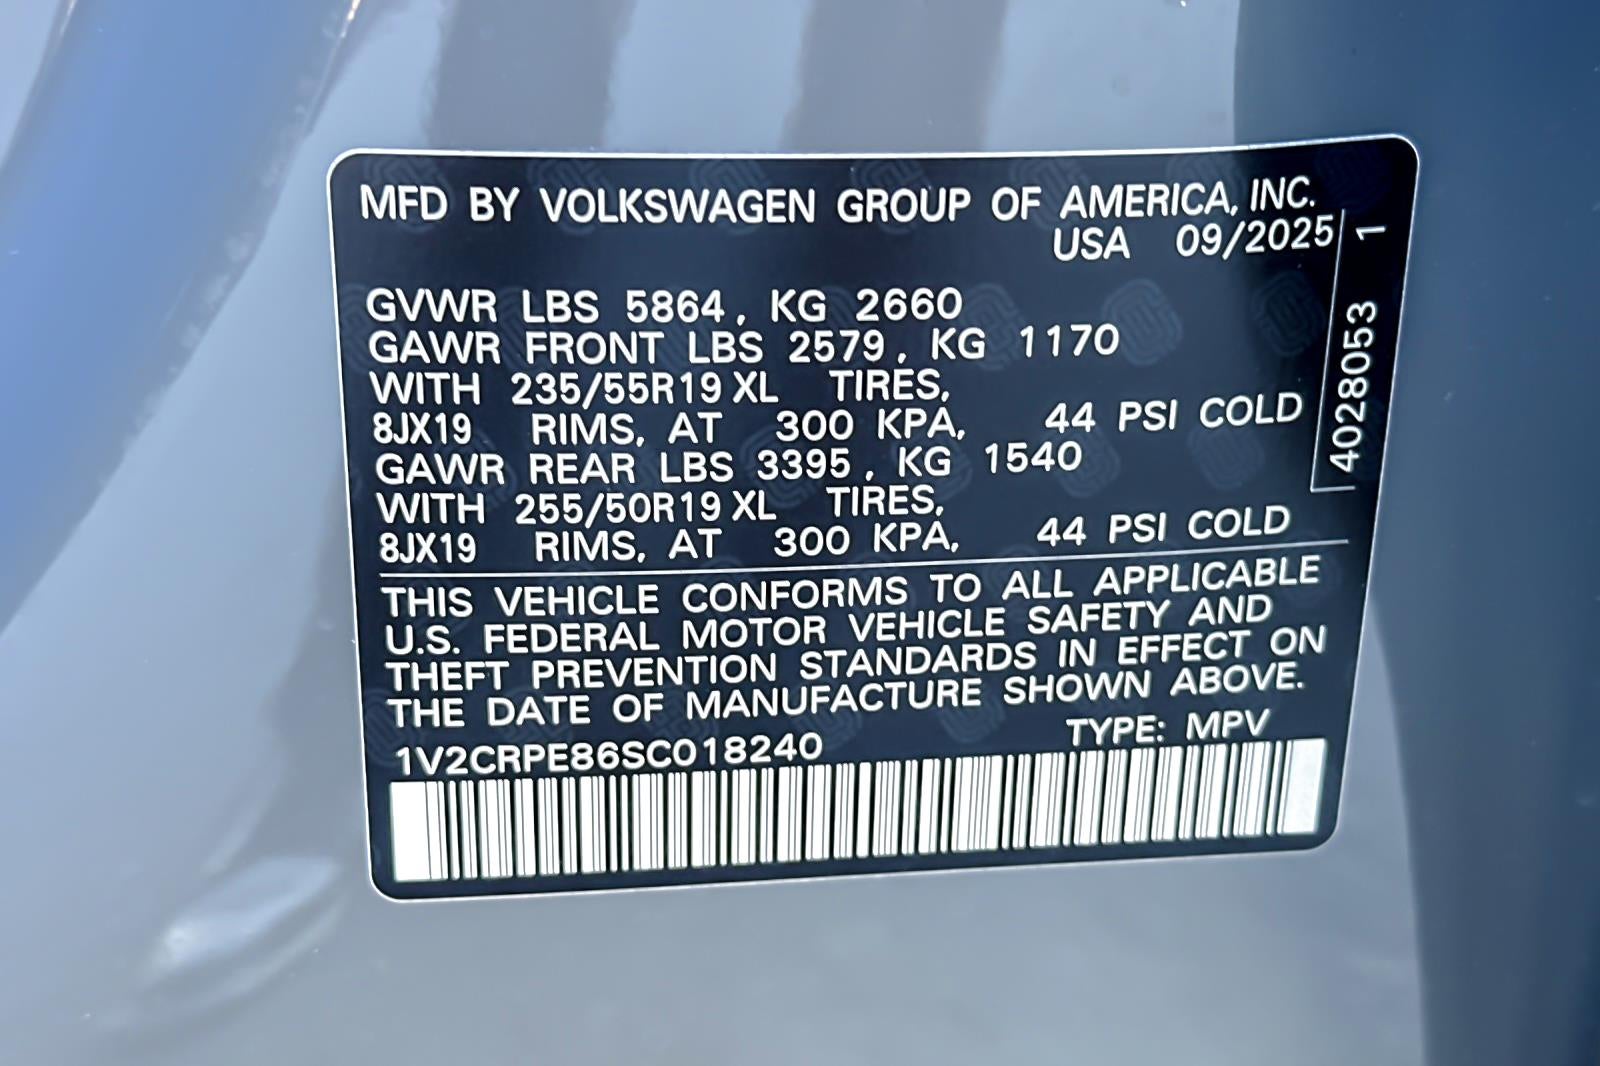 MFD BY VOLKSWAGEN GROUP OF AMERICA, INC.
USA 09/2025
GVWR LBS 5864, KG 2660
GAWR FRONT LBS 2579, KG 1170
WITH 235/55R19 XL TIRES,
8JX19 RIMS, AT 300 KPA, 44 PSI COLD
GAWR REAR LBS 3395, KG 1540
WITH 255/50R19 XL TIRES,
8JX19 RIMS, AT 300 KPA, 44 PSI COLD
4028053 1
THIS VEHICLE CONFORMS TO ALL APPLICABLE
U.S. FEDERAL MOTOR VEHICLE SAFETY AND
THEFT PREVENTION STANDARDS IN EFFECT ON
THE DATE OF MANUFACTURE SHOWN ABOVE.
1V2CRPE86SC018240 TYPE: MPV